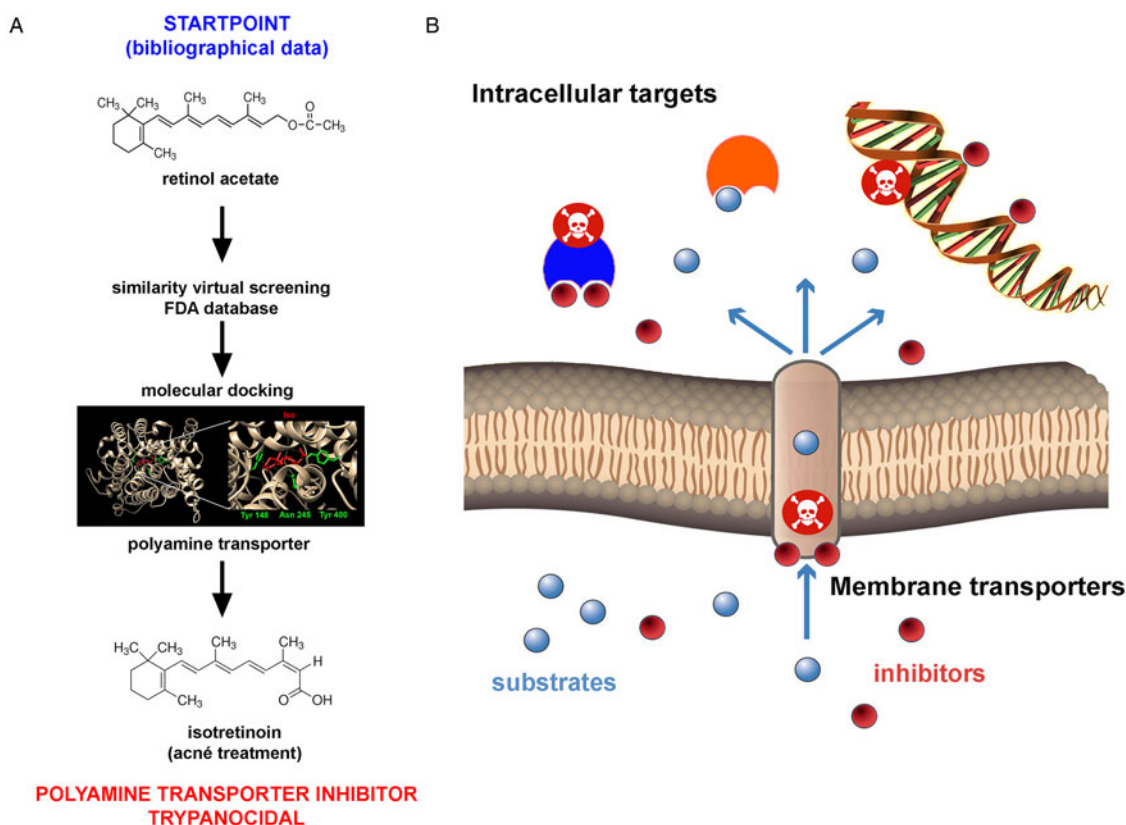 A
STARTPOINT
(bibliographical data)
CH₃
CH₃
CH₃
CH₃
O
O
C
CH₃
CH₃
retinol acetate
similarity virtual screening
FDA database
molecular docking
Iso
Tyr 148 Asn 245 Tyr 400
polyamine transporter
H₃C
CH₃
CH₃
CH₃
H
CH₃
O
OH
isotretinoin
(acné treatment)
POLYAMINE TRANSPORTER INHIBITOR
TRYPANOCIDAL
B
Intracellular targets
Membrane transporters
substrates
inhibitors